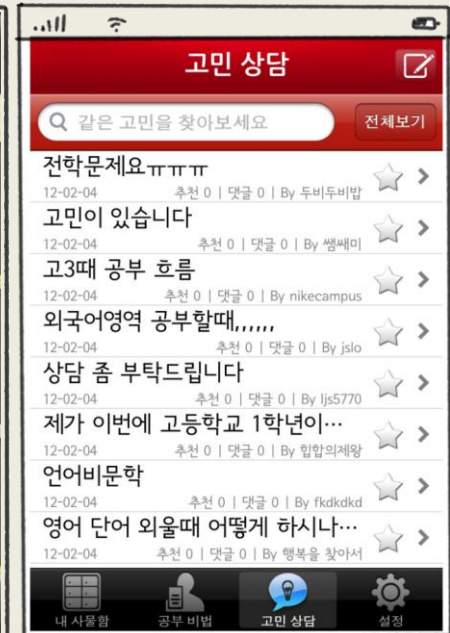 고민 상담
같은 고민을 찾아보세요
전체보기
전학문제요ㅠㅠㅠ
12-02-04 추천 0 | 댓글 0 | By 두비두비밥
고민이 있습니다
12-02-04 추천 0 | 댓글 0 | By 쌤쌔미
고3때 공부 흐름
12-02-04 추천 0 | 댓글 0 | By nikecampus
외국어영역 공부할때,,,,,,
12-02-04 추천 0 | 댓글 0 | By jslo
상담 좀 부탁드립니다
12-02-04 추천 0 | 댓글 0 | By ljs5770
제가 이번에 고등학교 1학년이…
12-02-04 추천 0 | 댓글 0 | By 힙합의제왕
언어비문학
12-02-04 추천 0 | 댓글 0 | By fkdkdkd
영어 단어 외울때 어떻게 하시나…
12-02-04 추천 0 | 댓글 0 | By 행복을 찾아서
내 사물함 공부 비법 고민 상담 설정